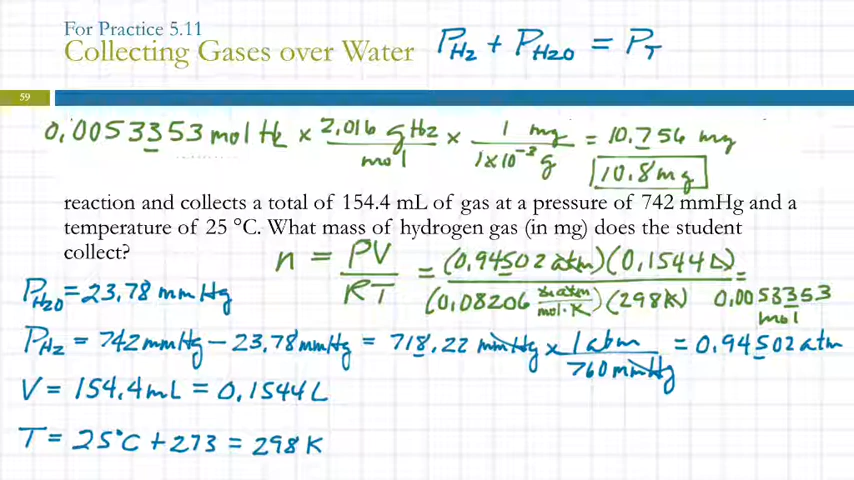 For Practice 5.11
Collecting Gases over Water
P_H2 + P_H2O = P_T
59
0.0053353 mol H2 × 2.016 g H2 / mol × 1 mg / 1×10⁻³ g = 10.756 mg
10.8 mg
reaction and collects a total of 154.4 mL of gas at a pressure of 742 mmHg and a
temperature of 25 °C. What mass of hydrogen gas (in mg) does the student
collect?
n = PV / RT = (0.94502 atm)(0.1544 L) / (0.08206 L·atm / mol·K)(298 K) = 0.0053353 mol
P_H2O = 23.78 mmHg
P_H2 = 742 mmHg − 23.78 mmHg = 718.22 mmHg × 1 atm / 760 mmHg = 0.94502 atm
V = 154.4 mL = 0.1544 L
T = 25°C + 273 = 298 K